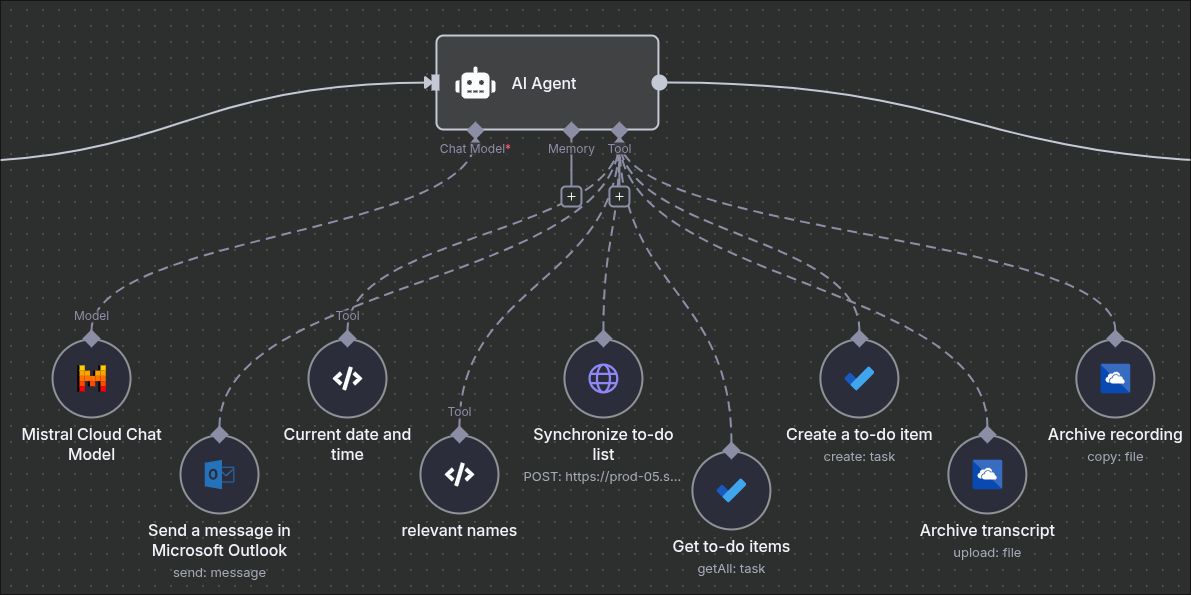 AI Agent
Chat Model*
Memory
Tool
+
+
Model
Tool
Mistral Cloud Chat
Model
Current date and
time
Synchronize to-do
list
POST: https://prod-05.s...
Create a to-do item
create: task
Archive recording
copy: file
Tool
Send a message in
Microsoft Outlook
send: message
relevant names
Get to-do items
getAll: task
Archive transcript
upload: file